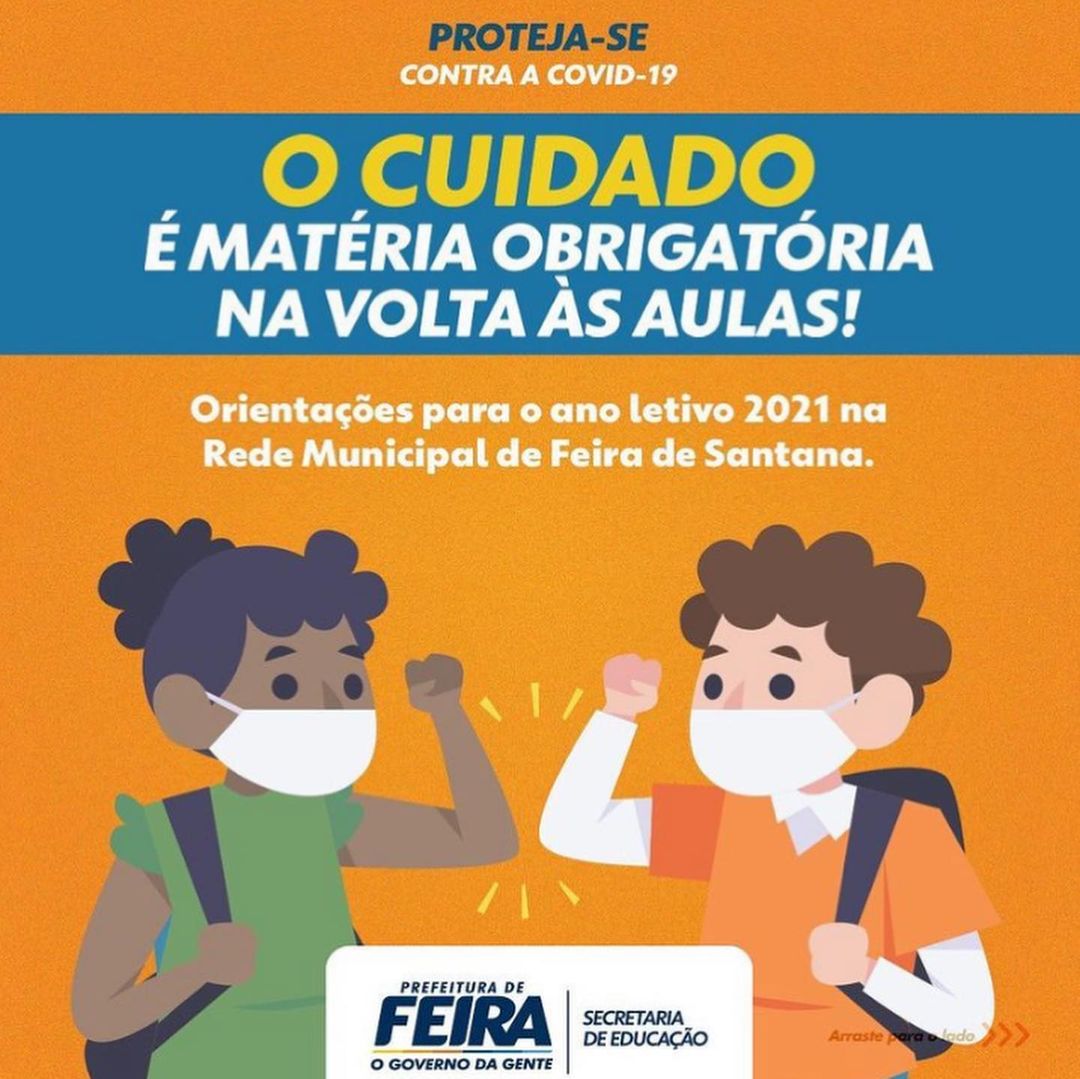 PROTEJA-SE
CONTRA A COVID-19
O CUIDADO
É MATÉRIA OBRIGATÓRIA
NA VOLTA ÀS AULAS!
Orientações para o ano letivo 2021 na
Rede Municipal de Feira de Santana.
PREFEITURA DE
FEIRA
O GOVERNO DA GENTE
SECRETARIA
DE EDUCAÇÃO
Arraste para o lado